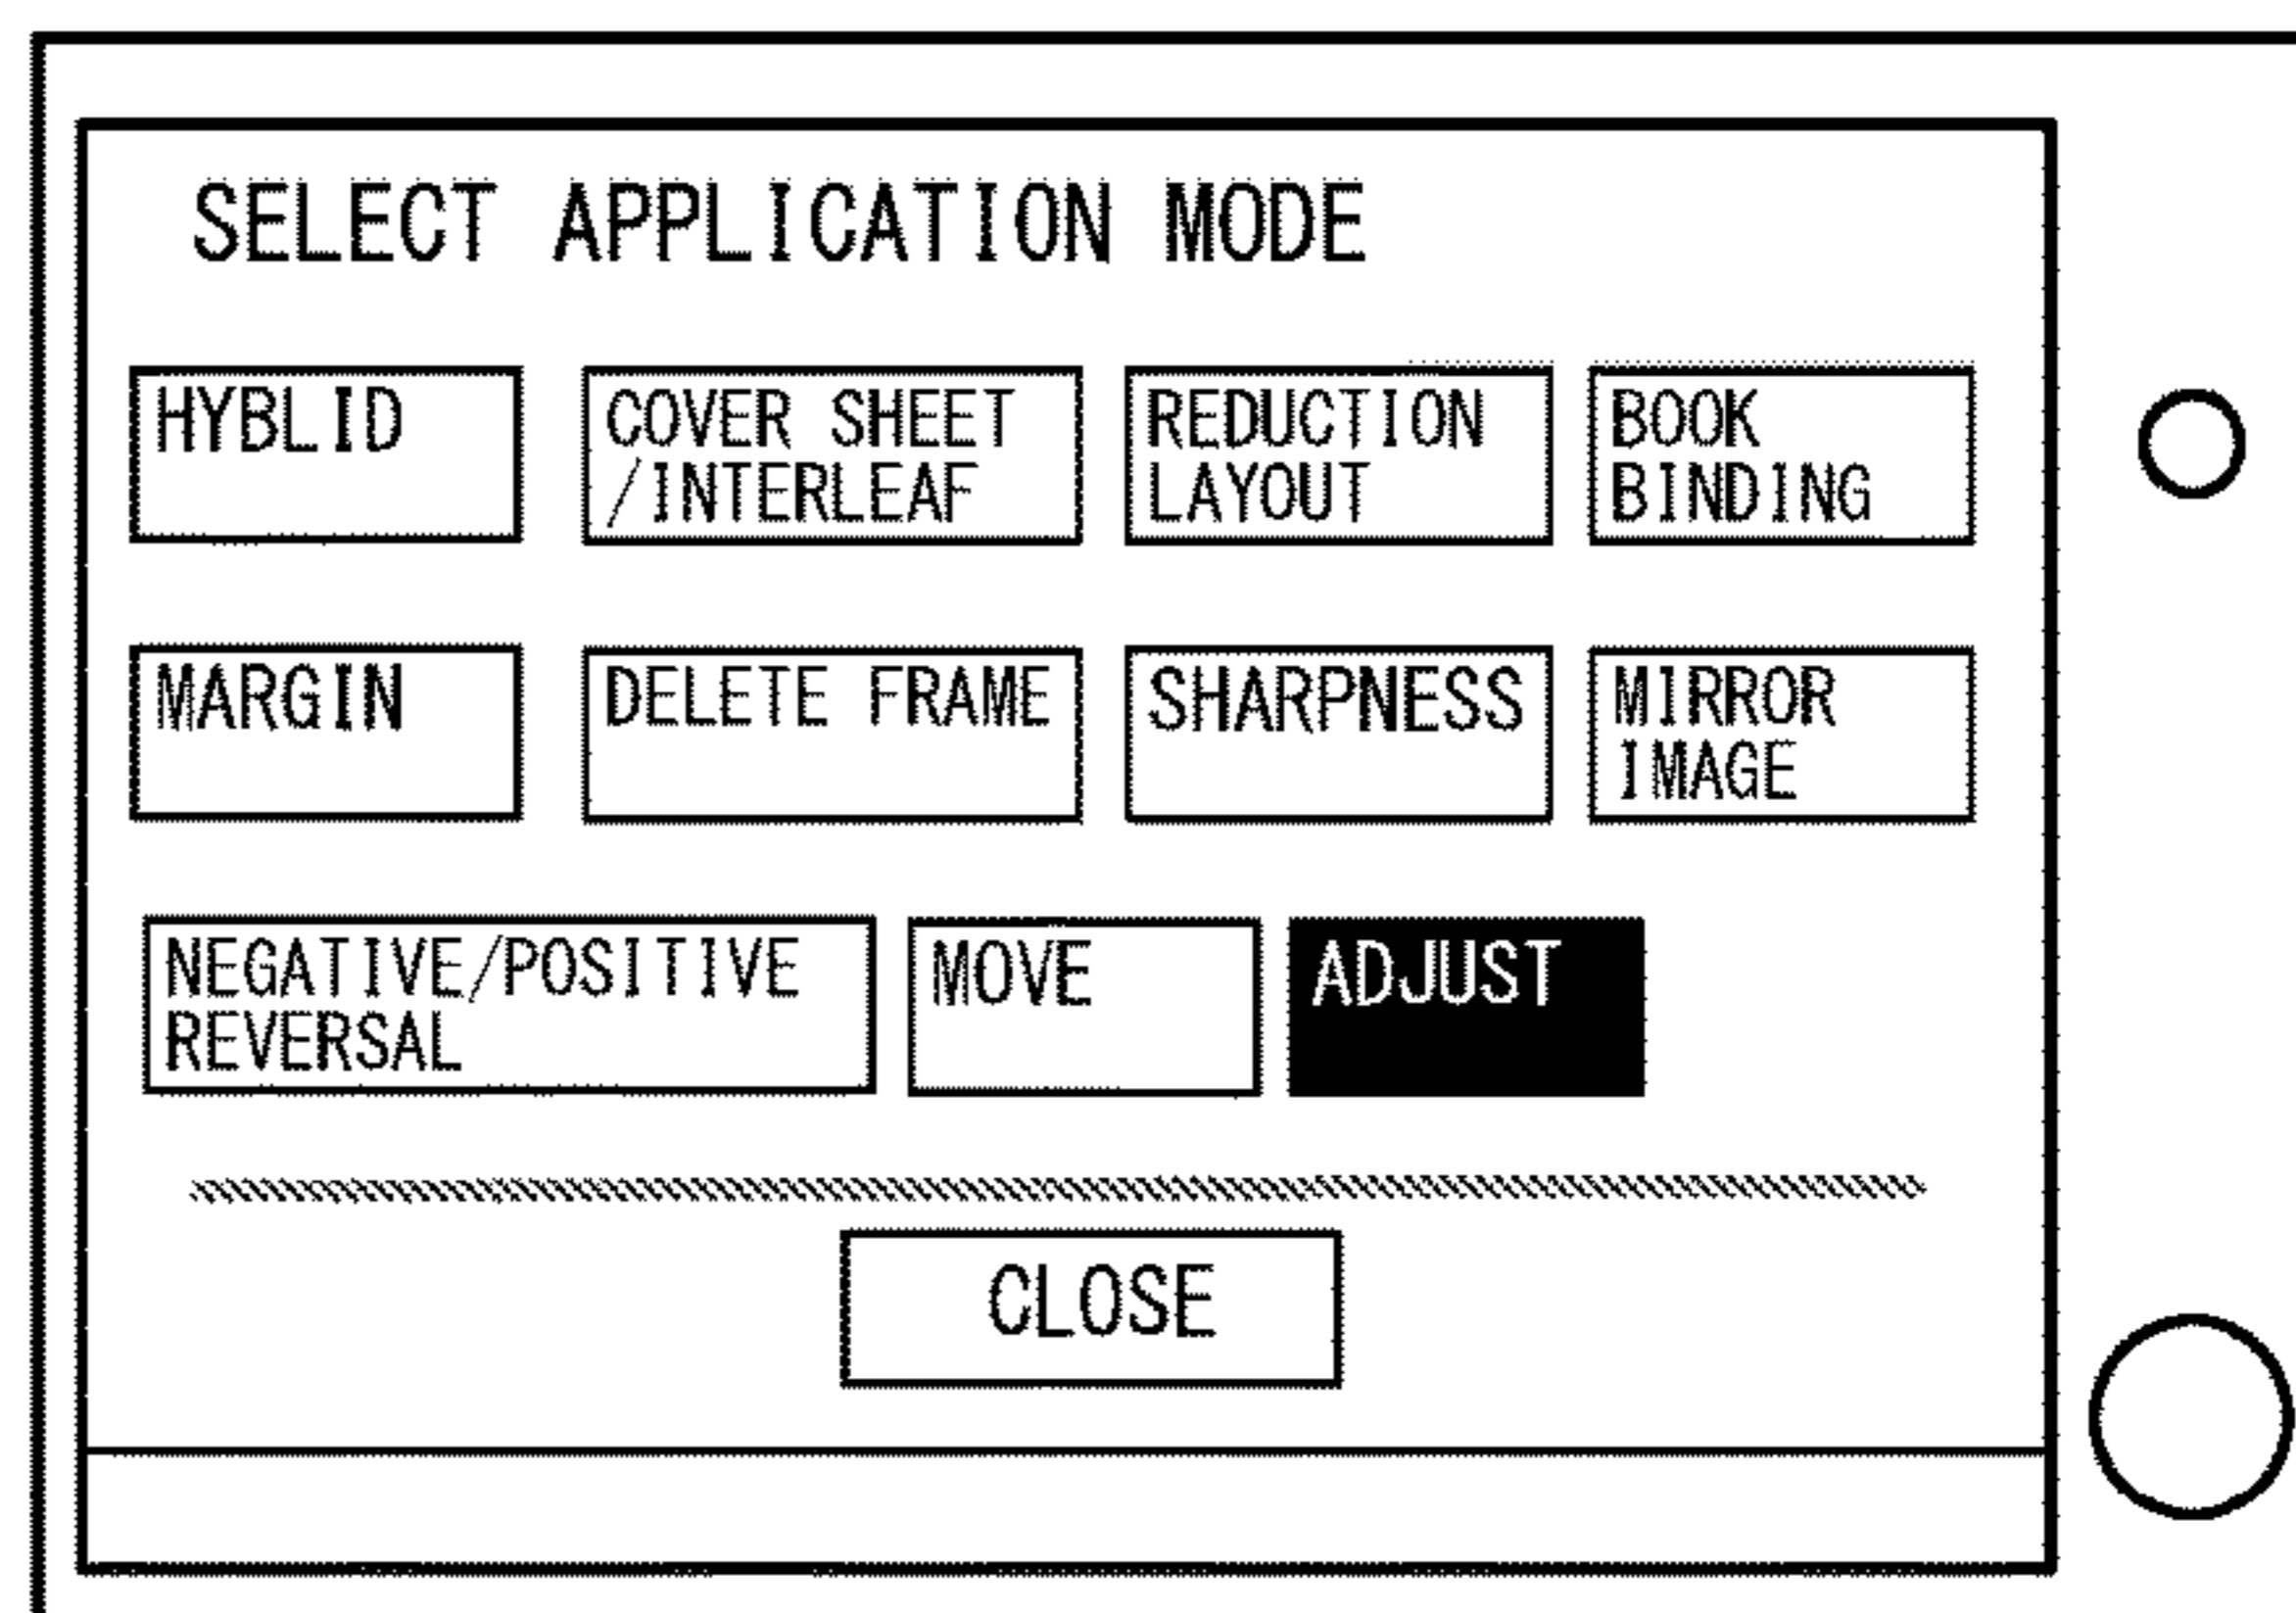 SELECT APPLICATION MODE
HYBLID
COVER SHEET
/INTERLEAF
REDUCTION
LAYOUT
BOOK
BINDING
MARGIN
DELETE FRAME
SHARPNESS
MIRROR
IMAGE
NEGATIVE/POSITIVE
REVERSAL
MOVE
ADJUST
CLOSE